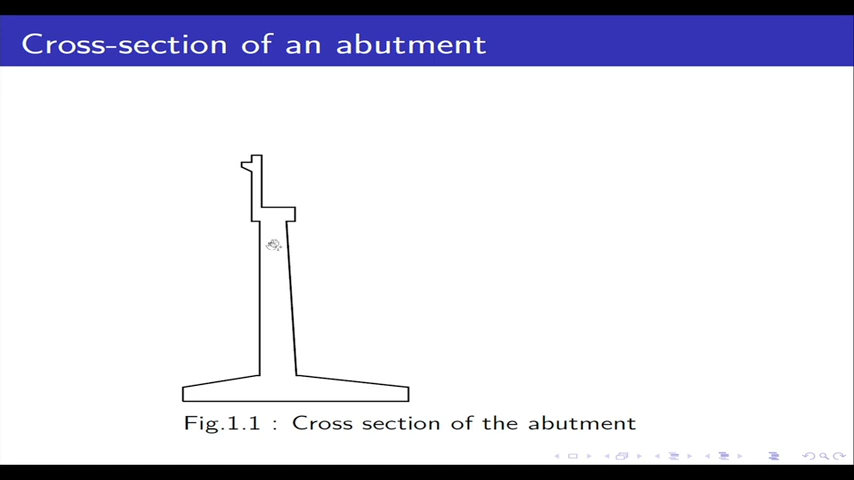 Cross-section of an abutment
Fig.1.1 : Cross section of the abutment